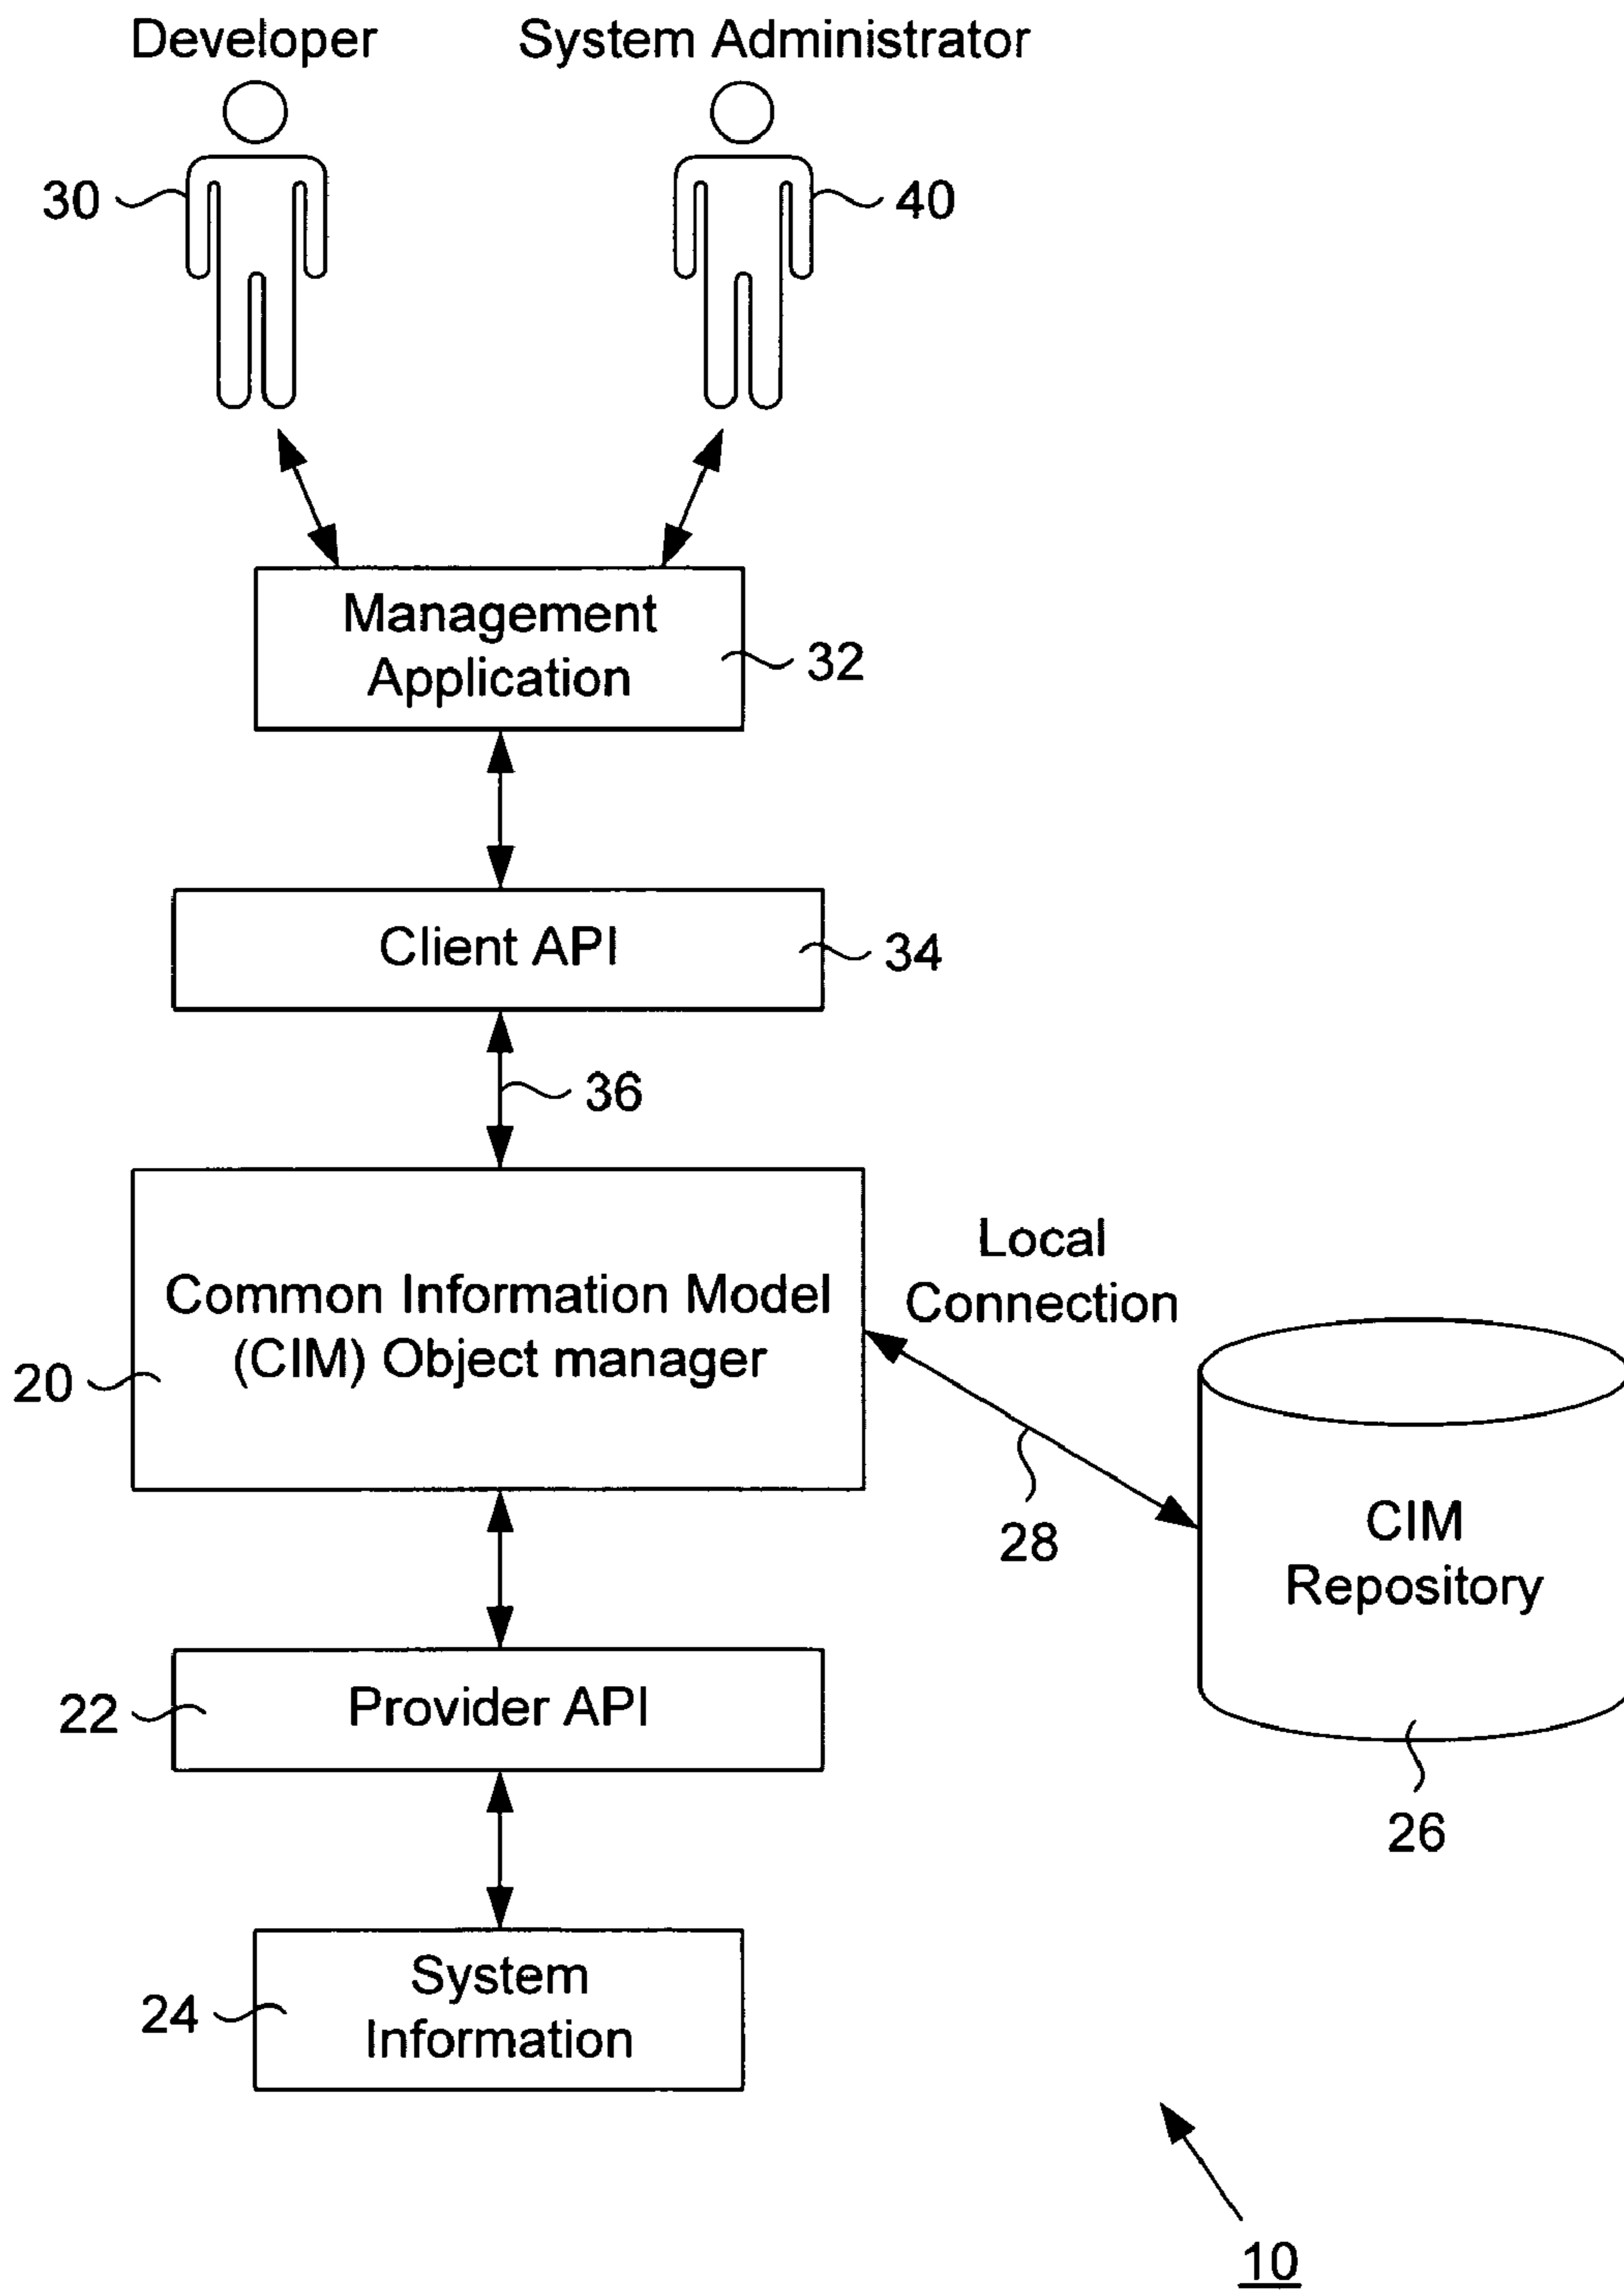 Developer
System Administrator
30
40
Management
Application
32
Client API
34
36
Common Information Model
(CIM) Object manager
20
Local
Connection
28
CIM
Repository
26
Provider API
22
System
Information
24
10